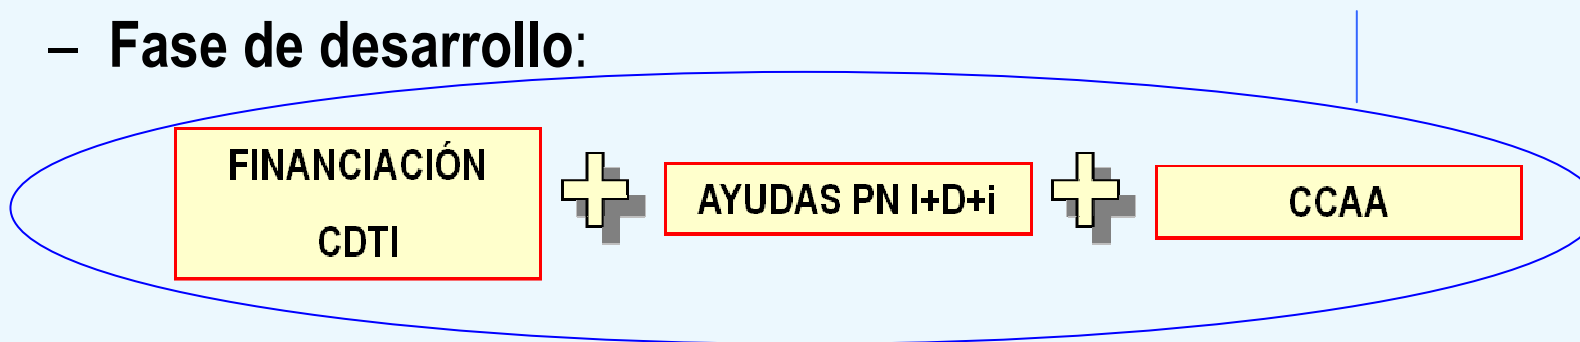 – Fase de desarrollo:
FINANCIACIÓN
CDTI
AYUDAS PN I+D+i
CCAA